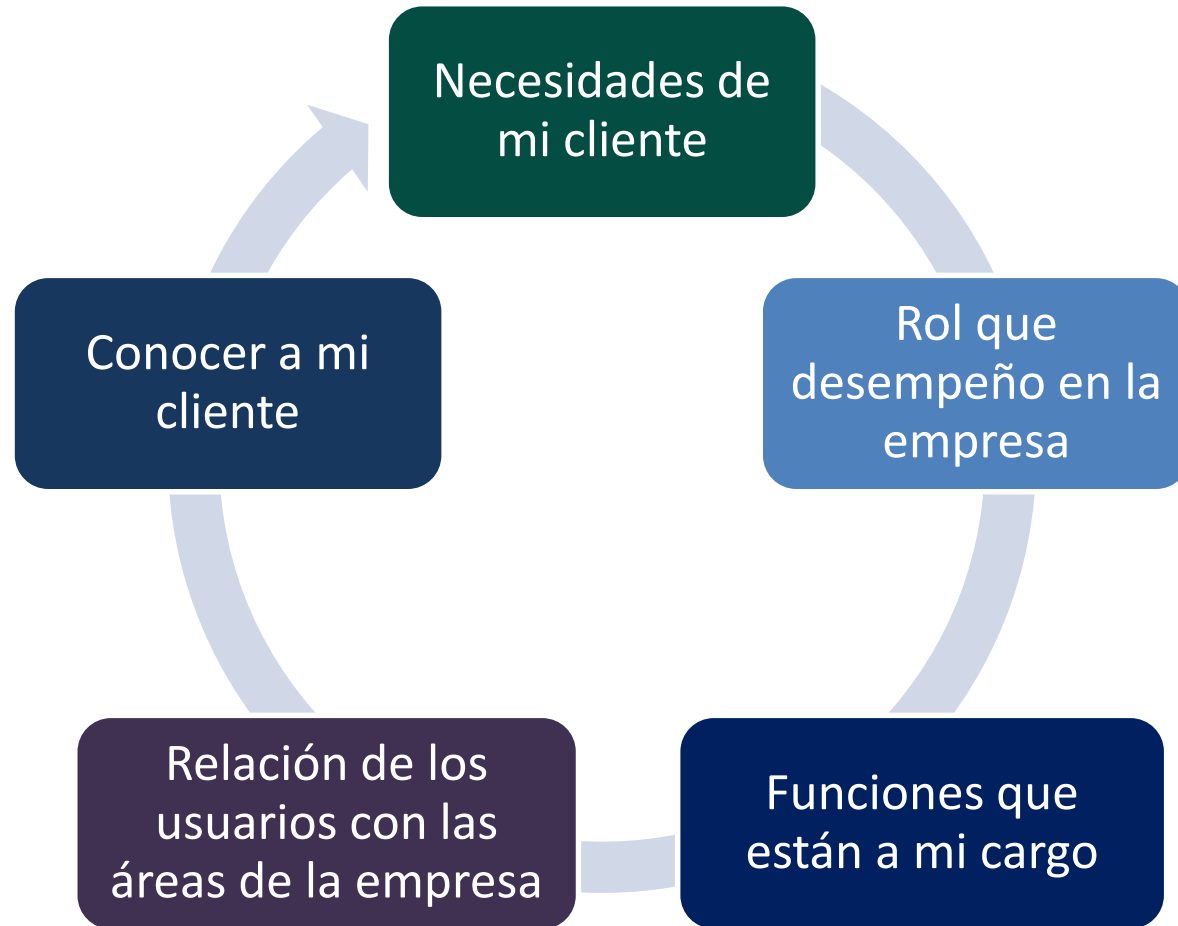 Necesidades de
mi cliente
Rol que
desempeño en la
empresa
Funciones que
están a mi cargo
Relación de los
usuarios con las
áreas de la empresa
Conocer a mi
cliente